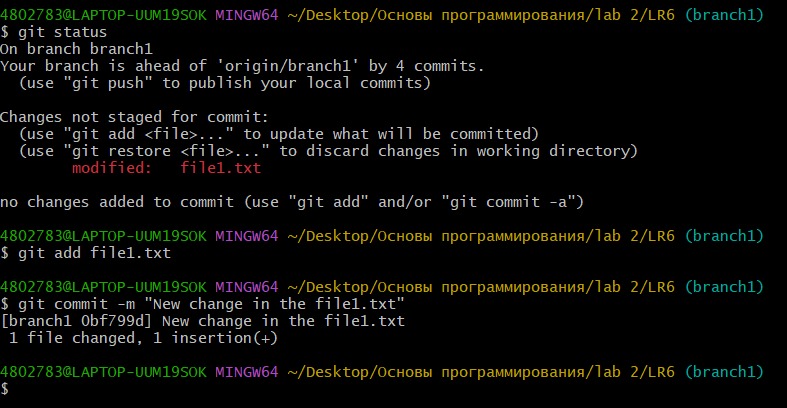 4802783@LAPTOP-UUM19SOK MINGW64 ~/Desktop/Основы программирования/lab 2/LR6 (branch1)
$ git status
On branch branch1
Your branch is ahead of 'origin/branch1' by 4 commits.
  (use "git push" to publish your local commits)

Changes not staged for commit:
  (use "git add <file>..." to update what will be committed)
  (use "git restore <file>..." to discard changes in working directory)
        modified:   file1.txt

no changes added to commit (use "git add" and/or "git commit -a")

4802783@LAPTOP-UUM19SOK MINGW64 ~/Desktop/Основы программирования/lab 2/LR6 (branch1)
$ git add file1.txt

4802783@LAPTOP-UUM19SOK MINGW64 ~/Desktop/Основы программирования/lab 2/LR6 (branch1)
$ git commit -m "New change in the file1.txt"
[branch1 0bf799d] New change in the file1.txt
 1 file changed, 1 insertion(+)

4802783@LAPTOP-UUM19SOK MINGW64 ~/Desktop/Основы программирования/lab 2/LR6 (branch1)
$